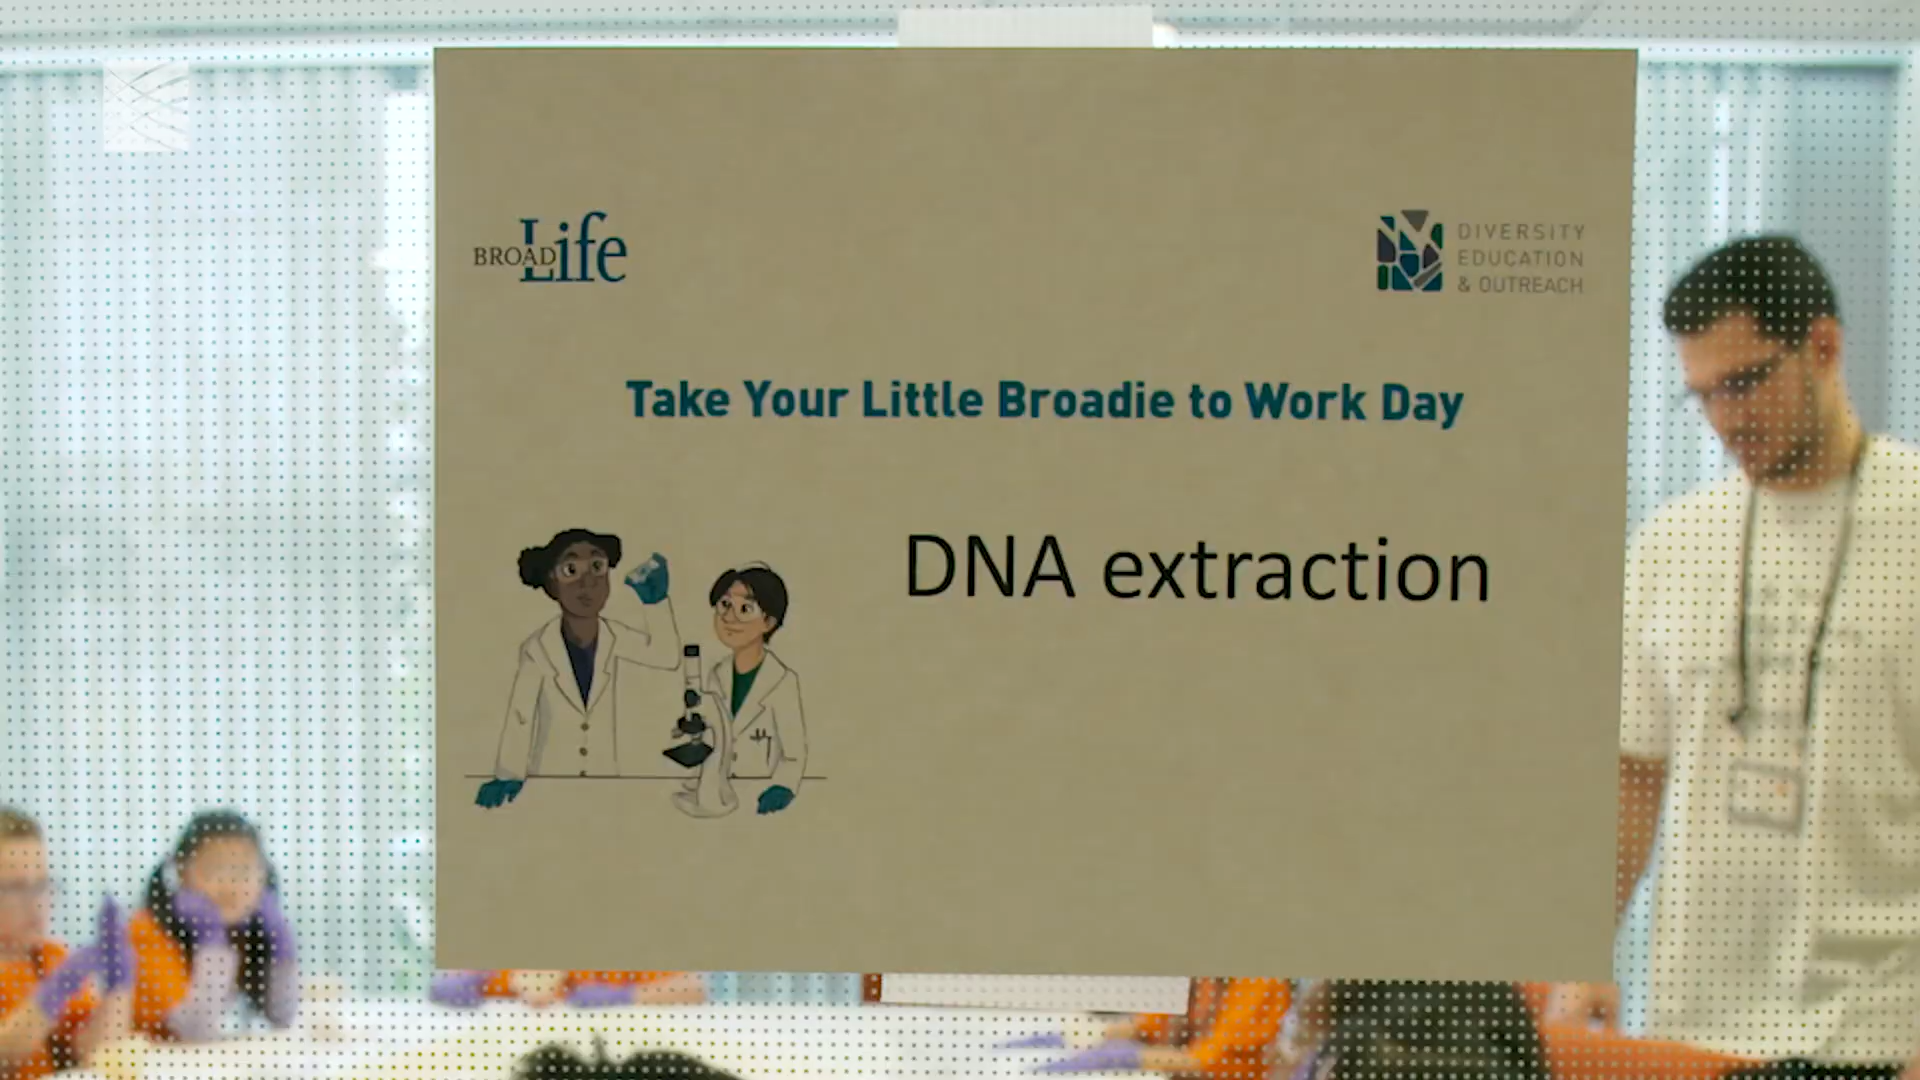 BROAD Life
DIVERSITY
EDUCATION
& OUTREACH
Take Your Little Broadie to Work Day
DNA extraction